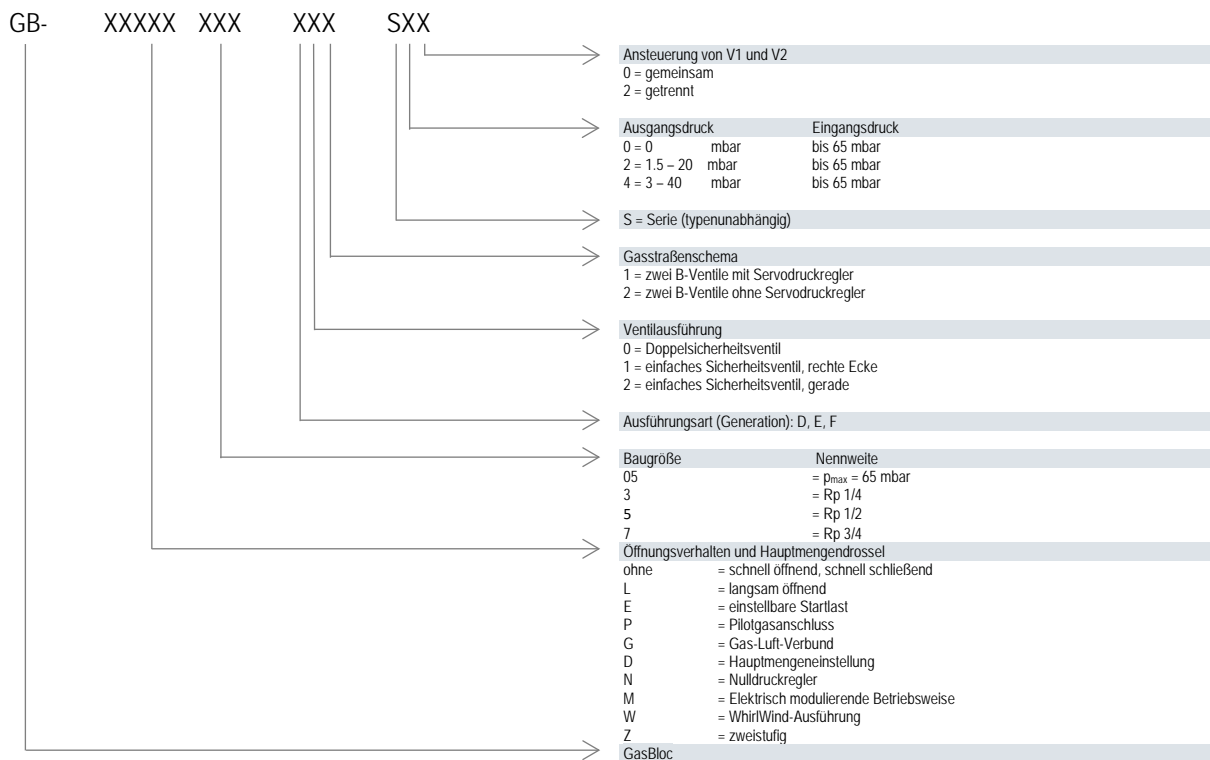 GB- XXXXX XXX XXX SXX
Ansteuerung von V1 und V2
0 = gemeinsam
2 = getrennt
Ausgangsdruck Eingangsdruck
0 = 0 mbar bis 65 mbar
2 = 1.5 – 20 mbar bis 65 mbar
4 = 3 – 40 mbar bis 65 mbar
S = Serie (typenunabhängig)
Gasstraßenschema
1 = zwei B-Ventile mit Servodruckregler
2 = zwei B-Ventile ohne Servodruckregler
Ventilausführung
0 = Doppelsicherheitsventil
1 = einfaches Sicherheitsventil, rechte Ecke
2 = einfaches Sicherheitsventil, gerade
Ausführungsart (Generation): D, E, F
Baugröße Nennweite
05 = pmax = 65 mbar
3 = Rp 1/4
5 = Rp 1/2
7 = Rp 3/4
Öffnungsverhalten und Hauptmengendrossel
ohne = schnell öffnend, schnell schließend
L = langsam öffnend
E = einstellbare Startlast
P = Pilotgasanschluss
G = Gas-Luft-Verbund
D = Hauptmengeneinstellung
N = Nulldruckregler
M = Elektrisch modulierende Betriebsweise
W = WhirlWind-Ausführung
Z = zweistufig
GasBloc